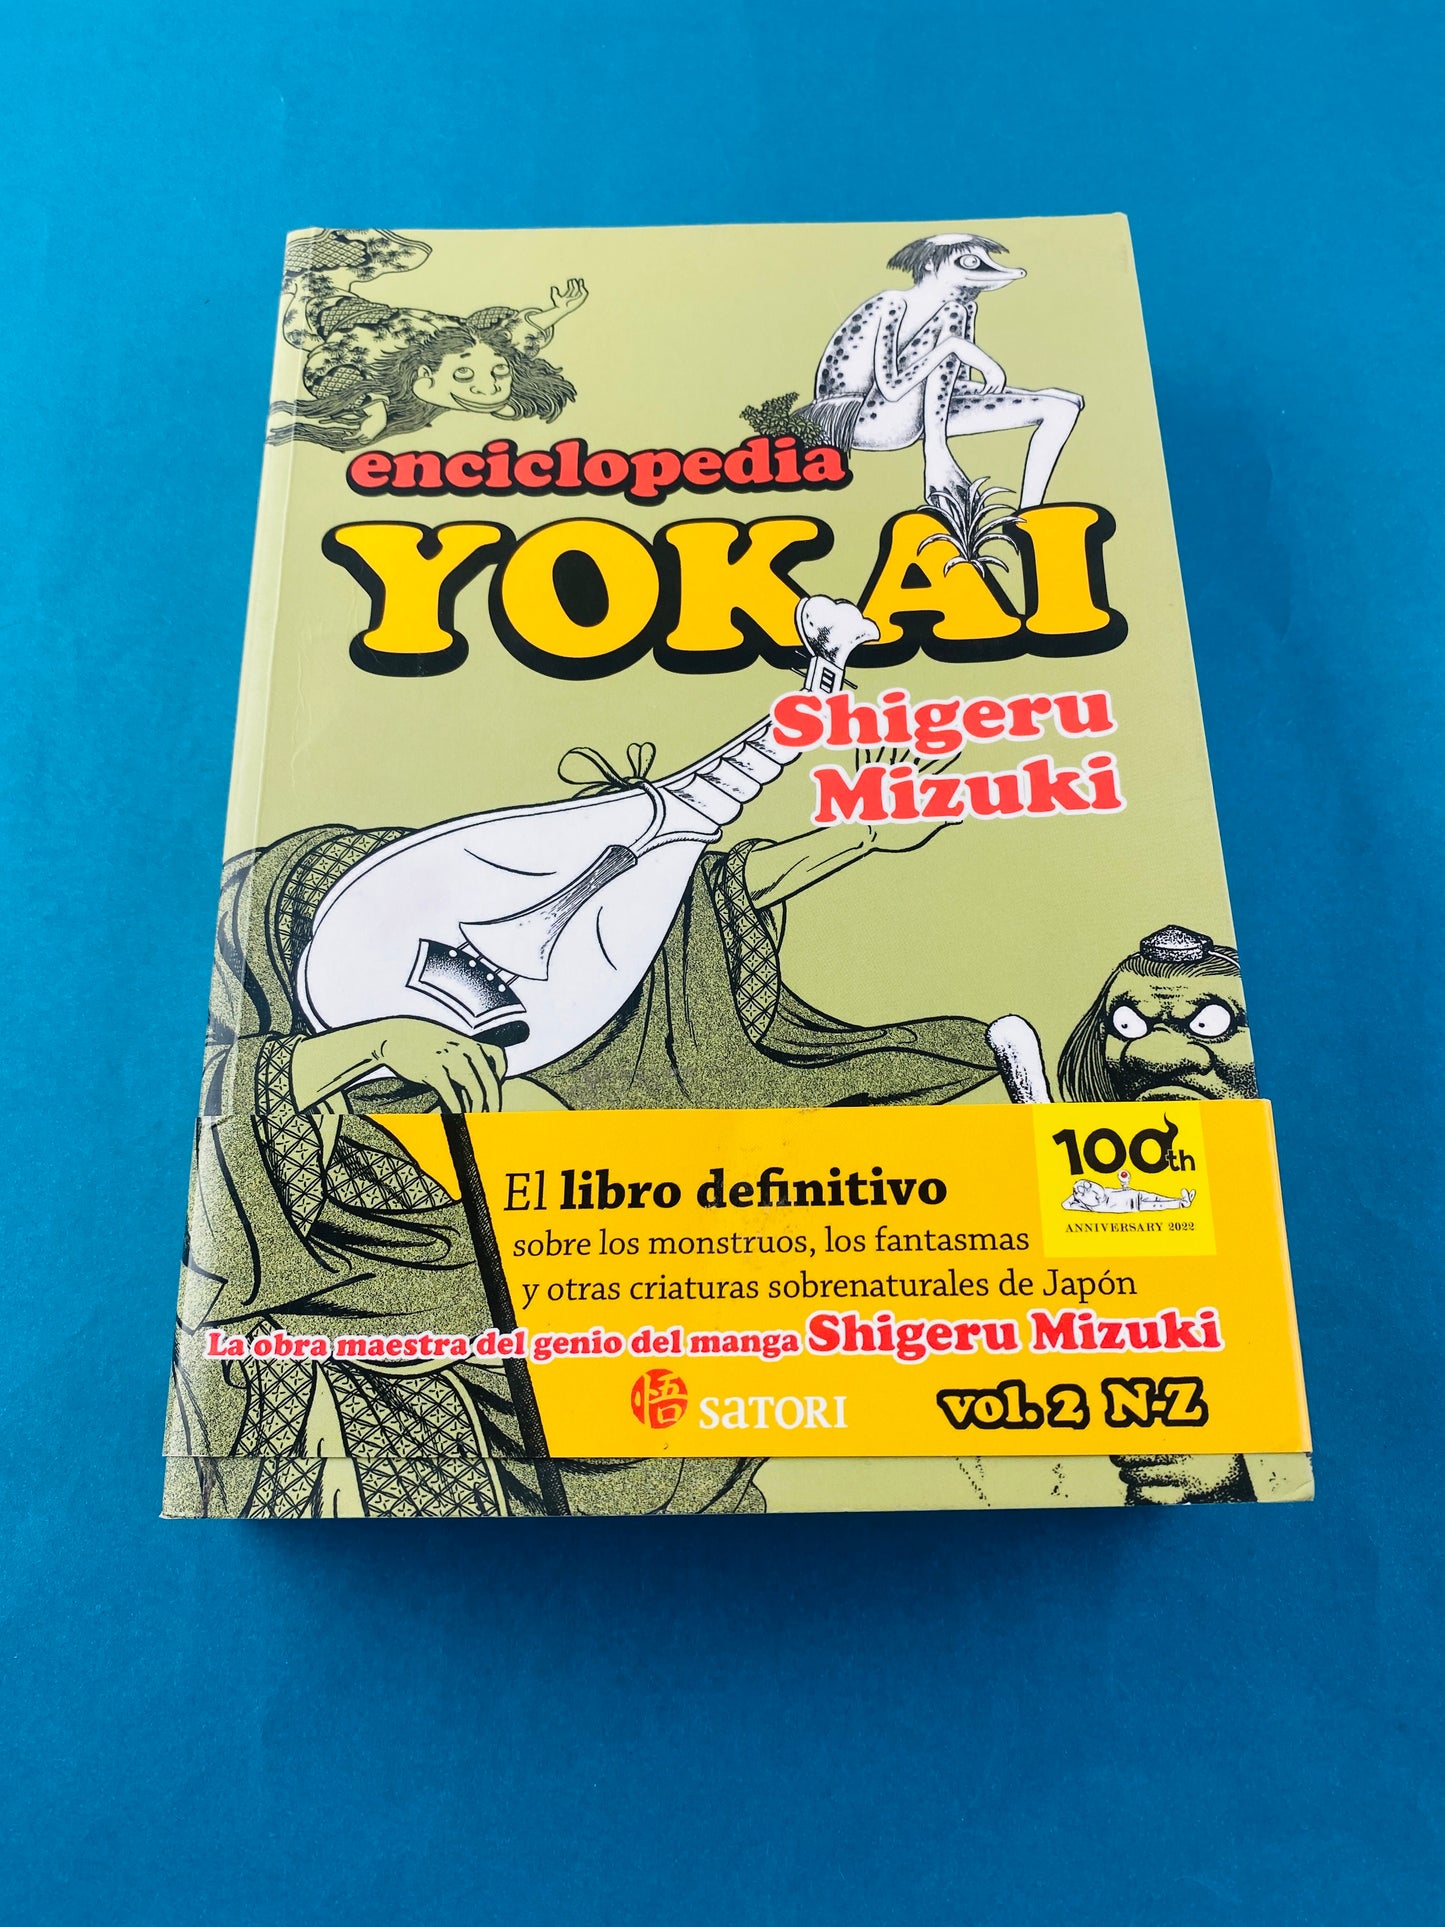 enciclopedia
YOKAI
Shigeru
Mizuki
El libro definitivo
sobre los monstruos, los fantasmas
y otras criaturas sobrenaturales de Japón
100th
ANNIVERSARY 2022
La obra maestra del genio del manga Shigeru Mizuki
悟 SATORI
vol. 2 N-Z